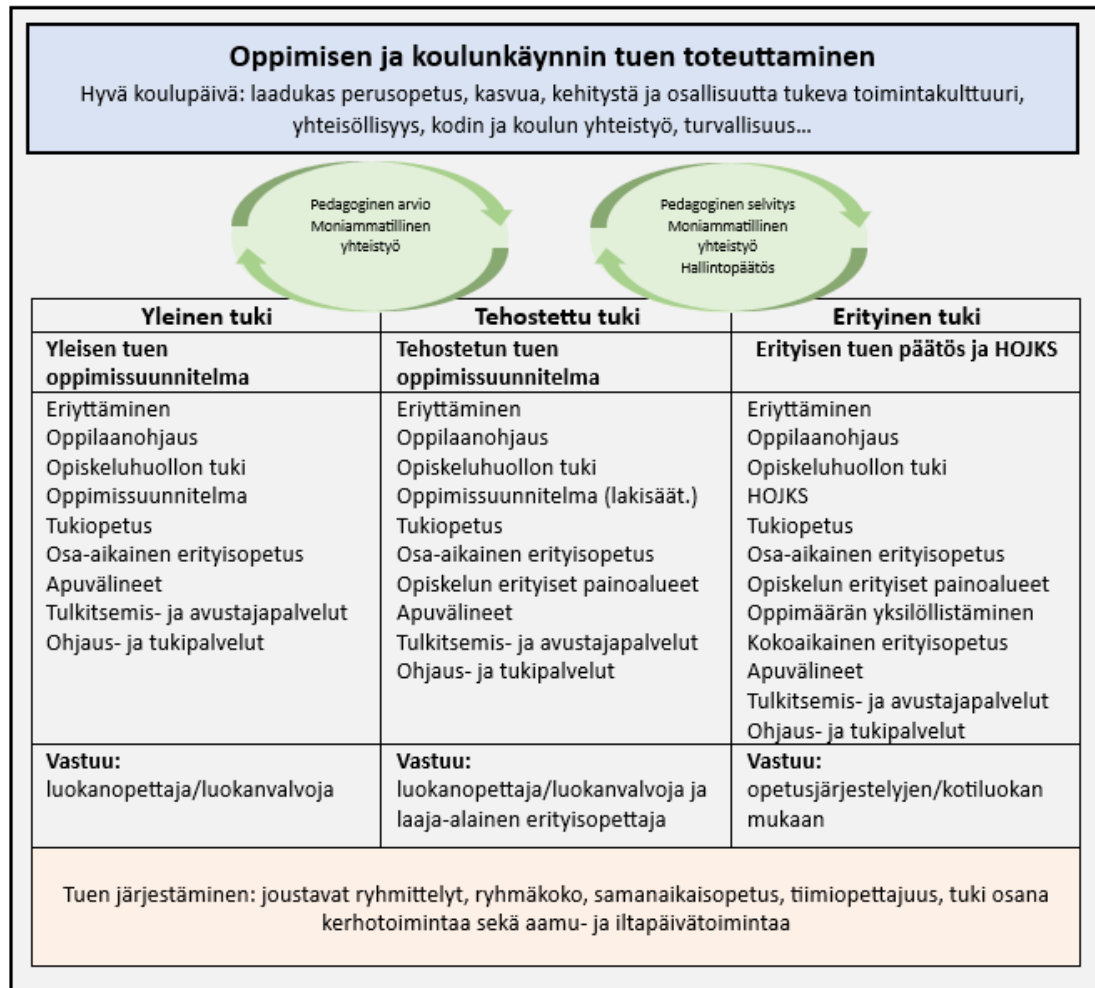 Oppimisen ja koulunkäynnin tuen toteuttaminen
Hyvä koulupäivä: laadukas perusopetus, kasvua, kehitystä ja osallisuutta tukeva toimintakulttuuri,
yhteisöllisyys, kodin ja koulun yhteistyö, turvallisuus...
Pedagoginen arvio
Moniammatillinen
yhteistyö
Pedagoginen selvitys
Moniammatillinen
yhteistyö
Hallintopäätös
Yleinen tuki
Tehostettu tuki
Erityinen tuki
Yleisen tuen
oppimissuunnitelma
Tehostetun tuen
oppimissuunnitelma
Erityisen tuen päätös ja HOJKS
Eriyttäminen
Oppilaanohjaus
Opiskeluhuollon tuki
Oppimissuunnitelma
Tukiopetus
Osa-aikainen erityisopetus
Apuvälineet
Tulkitsemis- ja avustajapalvelut
Ohjaus- ja tukipalvelut
Eriyttäminen
Oppilaanohjaus
Opiskeluhuollon tuki
Oppimissuunnitelma (lakisäät.)
Tukiopetus
Osa-aikainen erityisopetus
Opiskelun erityiset painoalueet
Apuvälineet
Tulkitsemis- ja avustajapalvelut
Ohjaus- ja tukipalvelut
Eriyttäminen
Oppilaanohjaus
Opiskeluhuollon tuki
HOJKS
Tukiopetus
Osa-aikainen erityisopetus
Opiskelun erityiset painoalueet
Oppimäärän yksilöllistäminen
Kokoaikainen erityisopetus
Apuvälineet
Tulkitsemis- ja avustajapalvelut
Ohjaus- ja tukipalvelut
Vastuu:
luokanopettaja/luokanvalvoja
Vastuu:
luokanopettaja/luokanvalvoja ja
laaja-alainen erityisopettaja
Vastuu:
opetusjärjestelyjen/kotiluokan
mukaan
Tuen järjestäminen: joustavat ryhmittelyt, ryhmäkoko, samanaikaisopetus, tiimiopettajuus, tuki osana
kerhotoimintaa sekä aamu- ja iltapäivätoimintaa